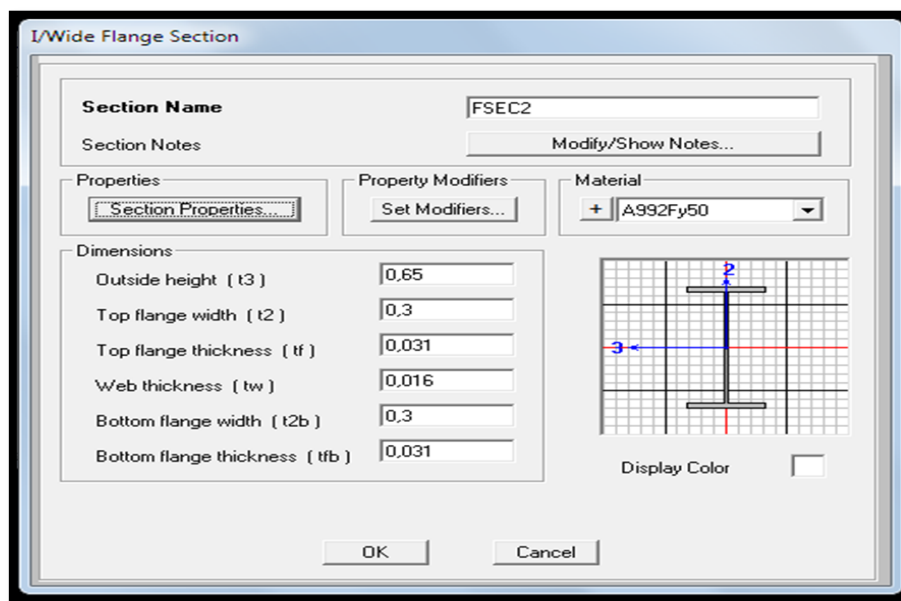 I/Wide Flange Section
Section Name FSEC2
Section Notes Modify/Show Notes...
Properties Property Modifiers Material
Section Properties... Set Modifiers... + A992Fy50
Dimensions
Outside height ( t3 ) 0,65
Top flange width ( t2 ) 0,3
Top flange thickness ( tf ) 0,031
Web thickness ( tw ) 0,016
Bottom flange width ( t2b ) 0,3
Bottom flange thickness ( tfb ) 0,031
2
3
Display Color
OK Cancel